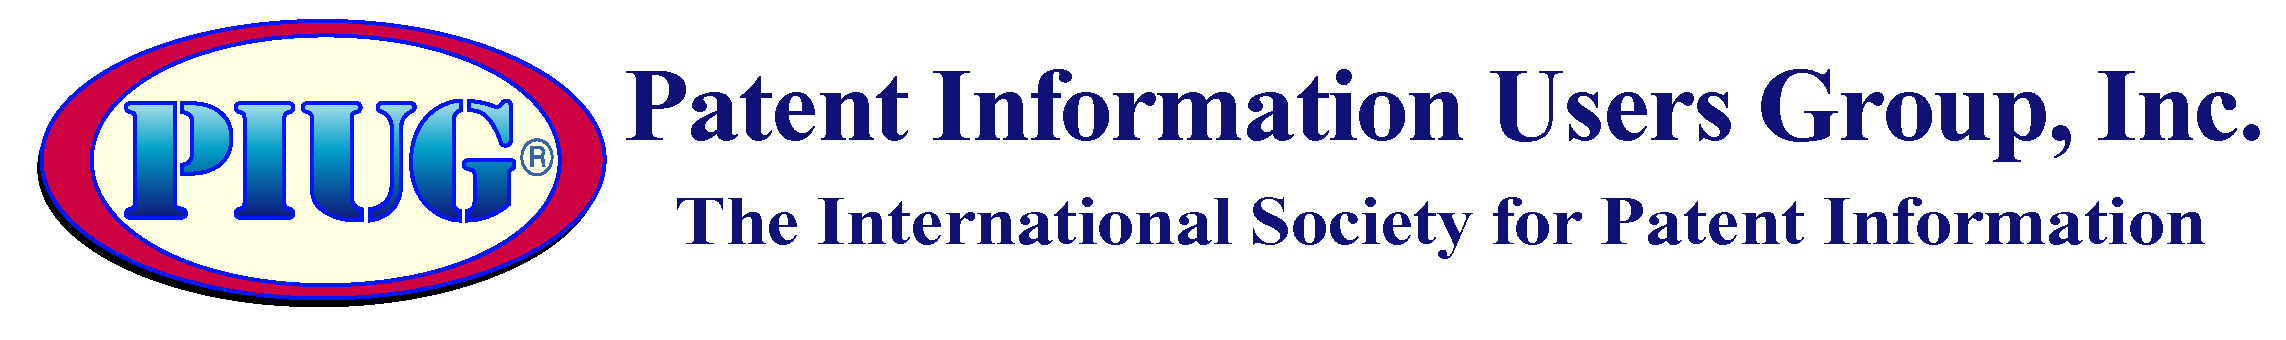 PIUG®
Patent Information Users Group, Inc.
The International Society for Patent Information